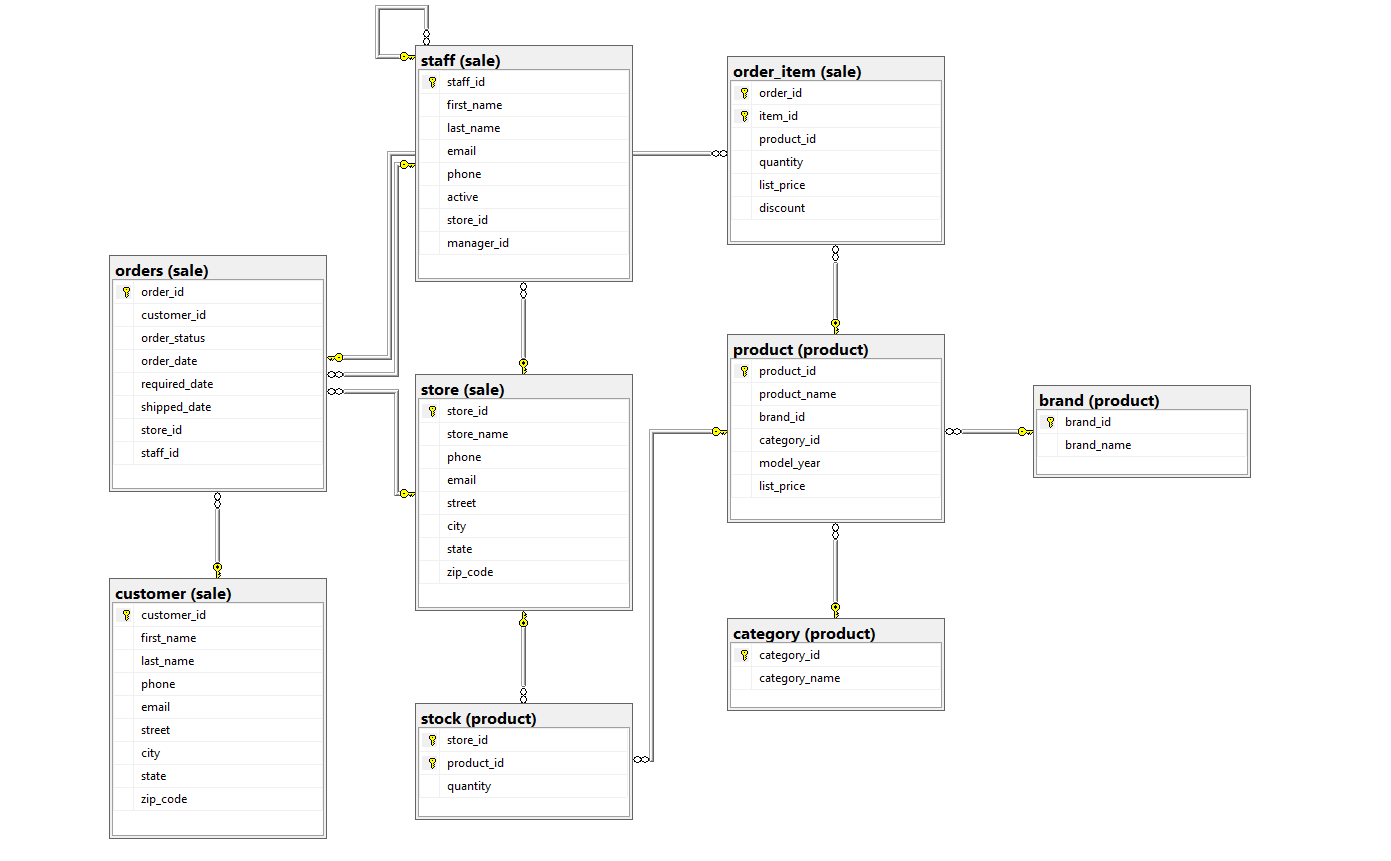 staff (sale)
staff_id
first_name
last_name
email
phone
active
store_id
manager_id
order_item (sale)
order_id
item_id
product_id
quantity
list_price
discount
orders (sale)
order_id
customer_id
order_status
order_date
required_date
shipped_date
store_id
staff_id
store (sale)
store_id
store_name
phone
email
street
city
state
zip_code
product (product)
product_id
product_name
brand_id
category_id
model_year
list_price
brand (product)
brand_id
brand_name
customer (sale)
customer_id
first_name
last_name
phone
email
street
city
state
zip_code
stock (product)
store_id
product_id
quantity
category (product)
category_id
category_name